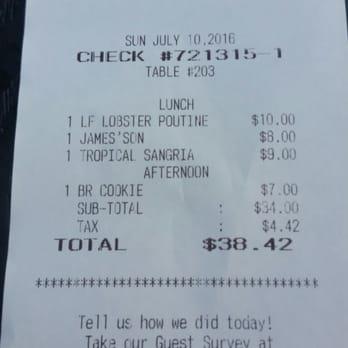 SUN JULY 10,2016
CHECK #721315-1
TABLE #203
LUNCH
1 LF LOBSTER POUTINE $10.00
1 JAMES'SON $8.00
1 TROPICAL SANGRIA $9.00
AFTERNOON
1 BR COOKIE $7.00
SUB-TOTAL : $34.00
TAX : $4.42
TOTAL $38.42
****************************************
Tell us how we did today!
Take our Guest Survey at